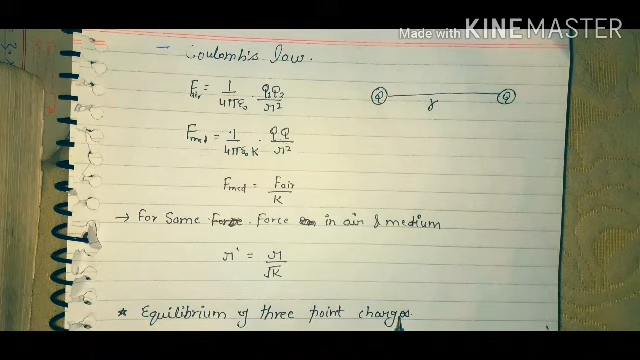 Made with KINEMASTER
– Coulomb's law.
Fair = 1/4πε₀ · q₁q₂/r²
Q r Q
Fmed = 1/4πε₀K · qQ/r²
Fmed = Fair/K
→ For Same Force in air & medium
r' = r/√K
* Equilibrium of three point charges.